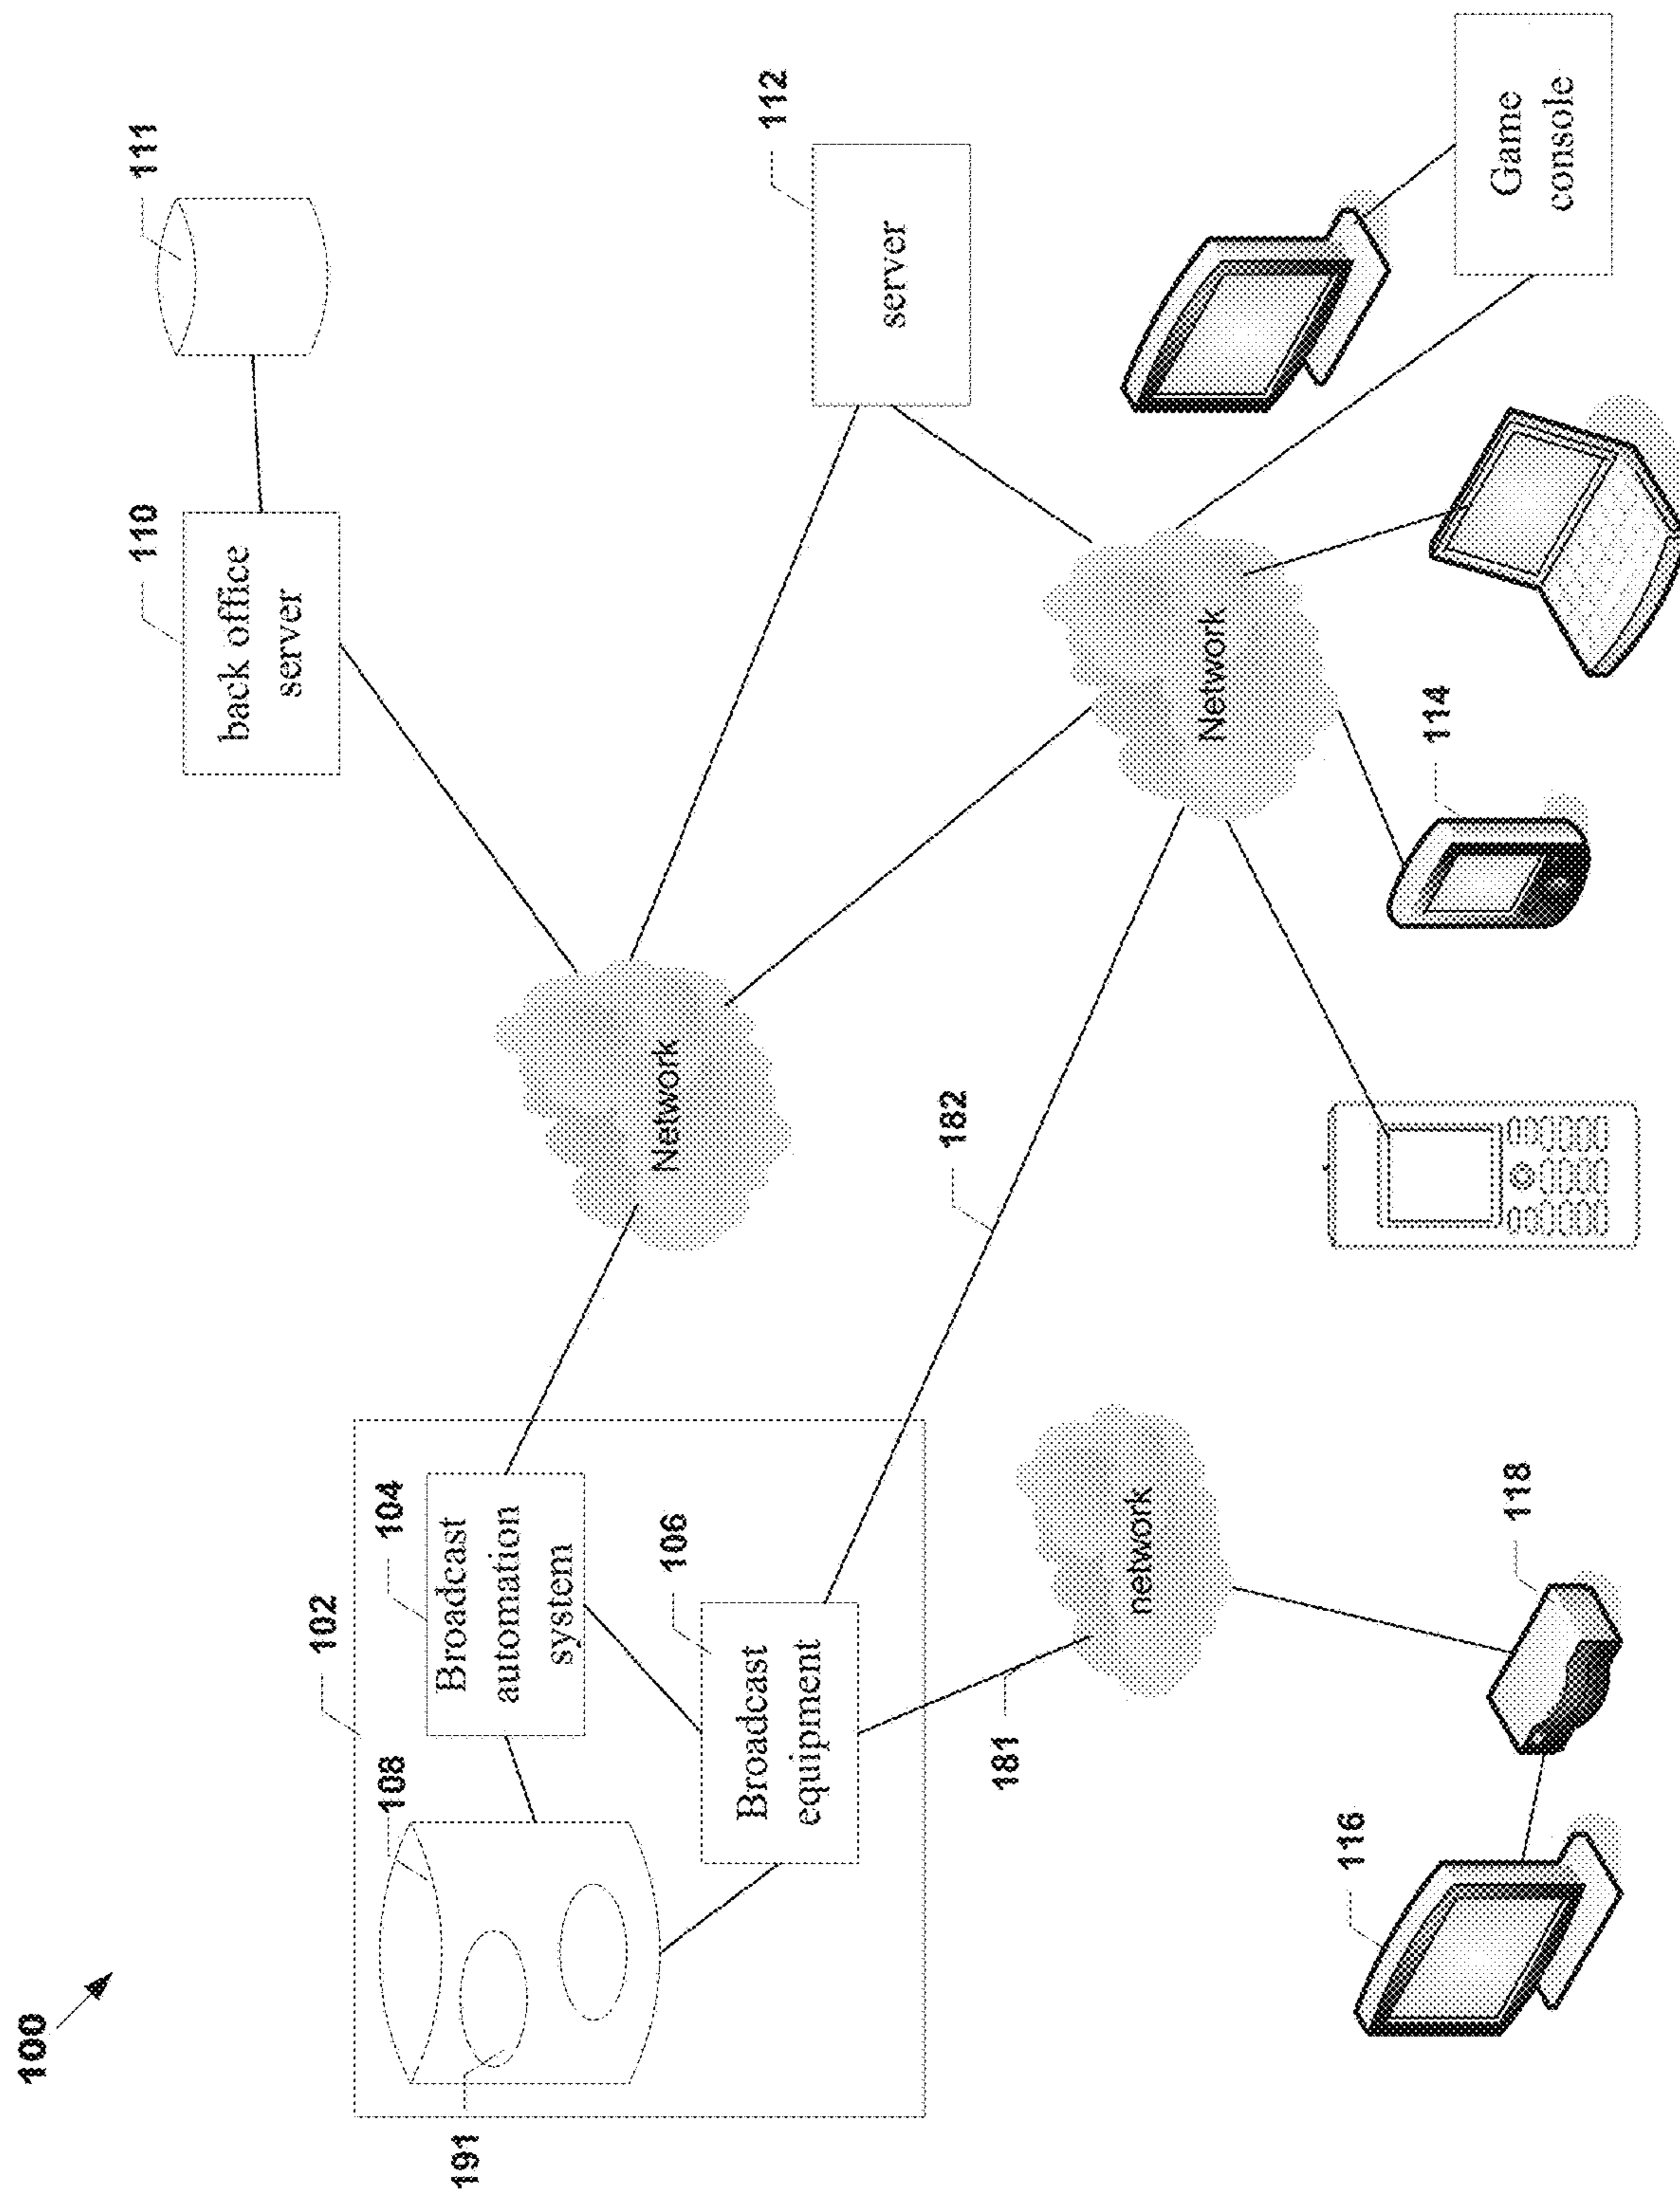 100
110
111
back office
server
102
108
104
Broadcast
automation
system
191
106
Network
112
Broadcast
equipment
server
182
181
network
Network
116
114
118
Game
console